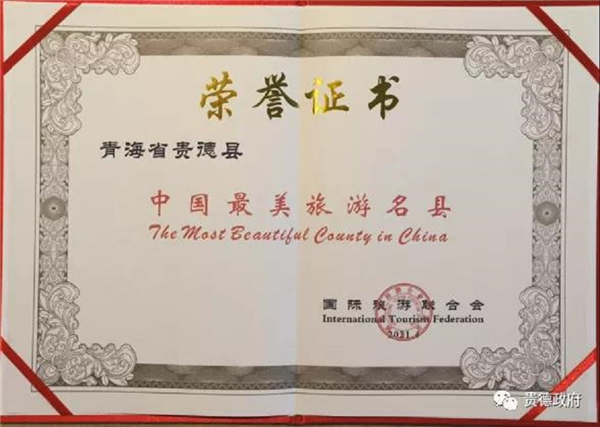 荣誉证书
青海省贵德县
中国最美旅游名县
The Most Beautiful County in China
国际旅游联合会
International Tourism Federation
2021.4
贵德政府